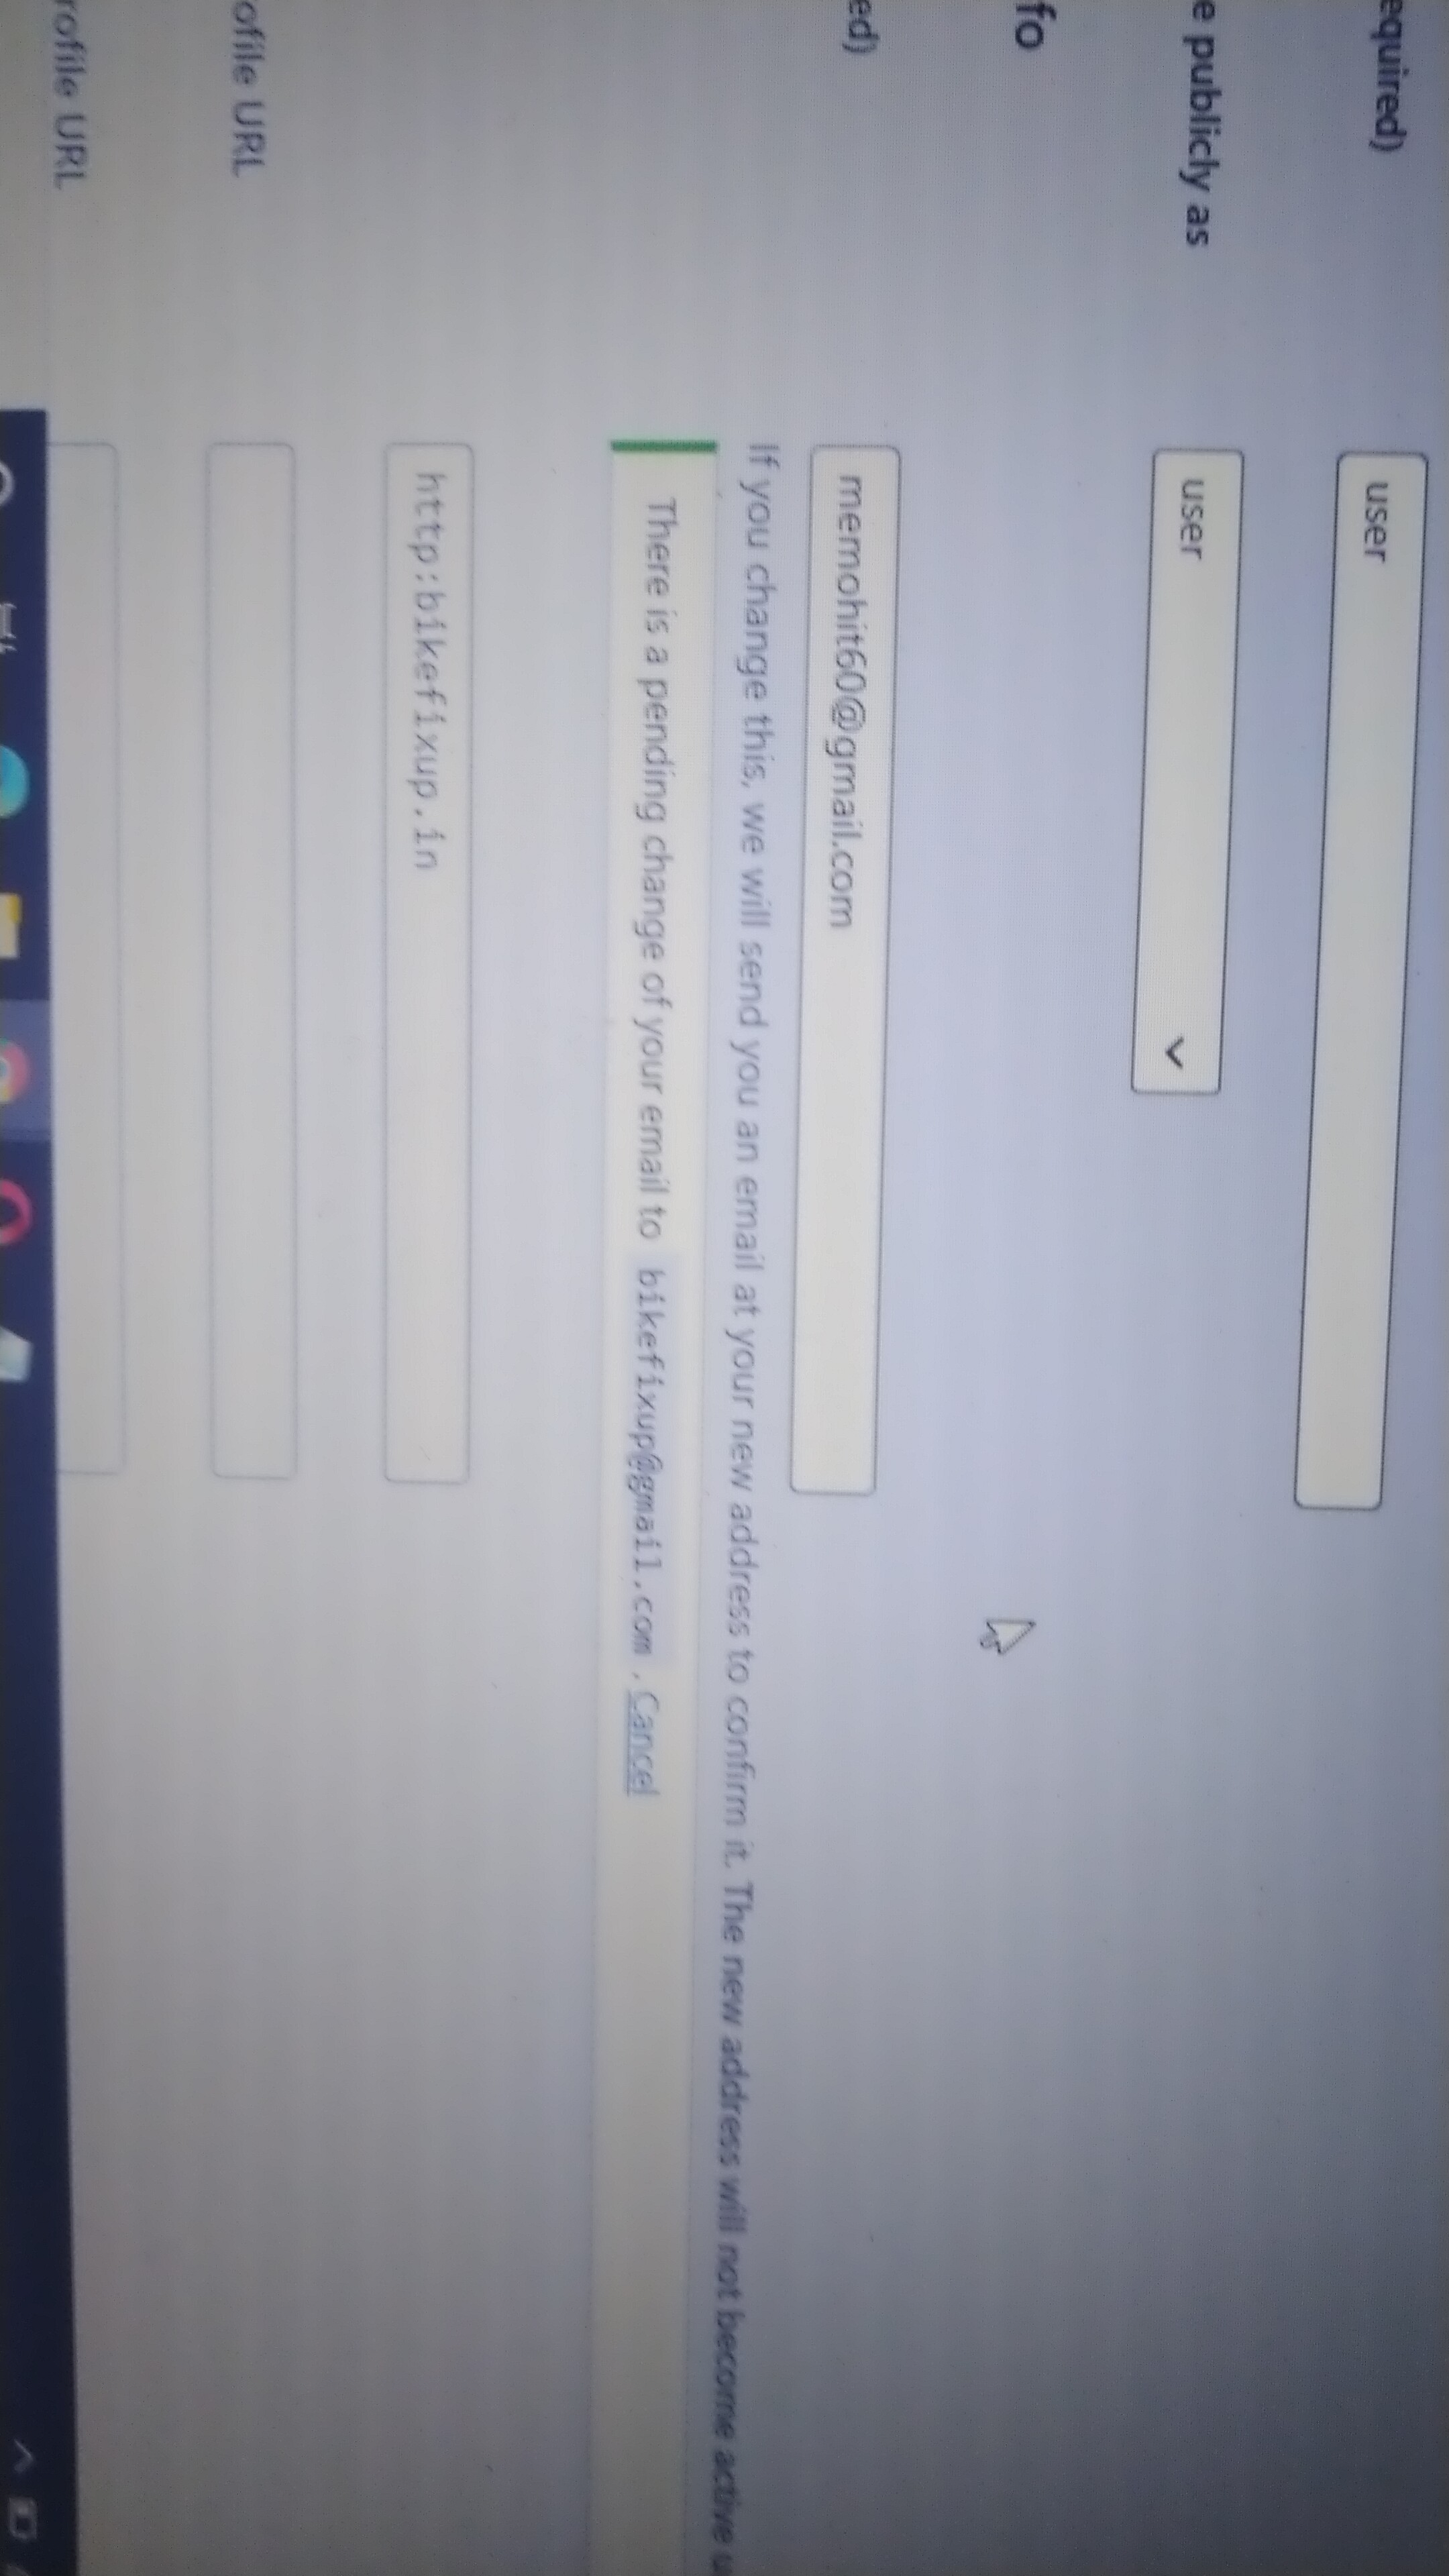 equired)
user
e publicly as
user
fo
ed)
memohit60@gmail.com
If you change this, we will send you an email at your new address to confirm it. The new address will not become active u
There is a pending change of your email to bikefixup@gmail.com . Cancel
http:bikefixup.in
ofile URL
rofile URL